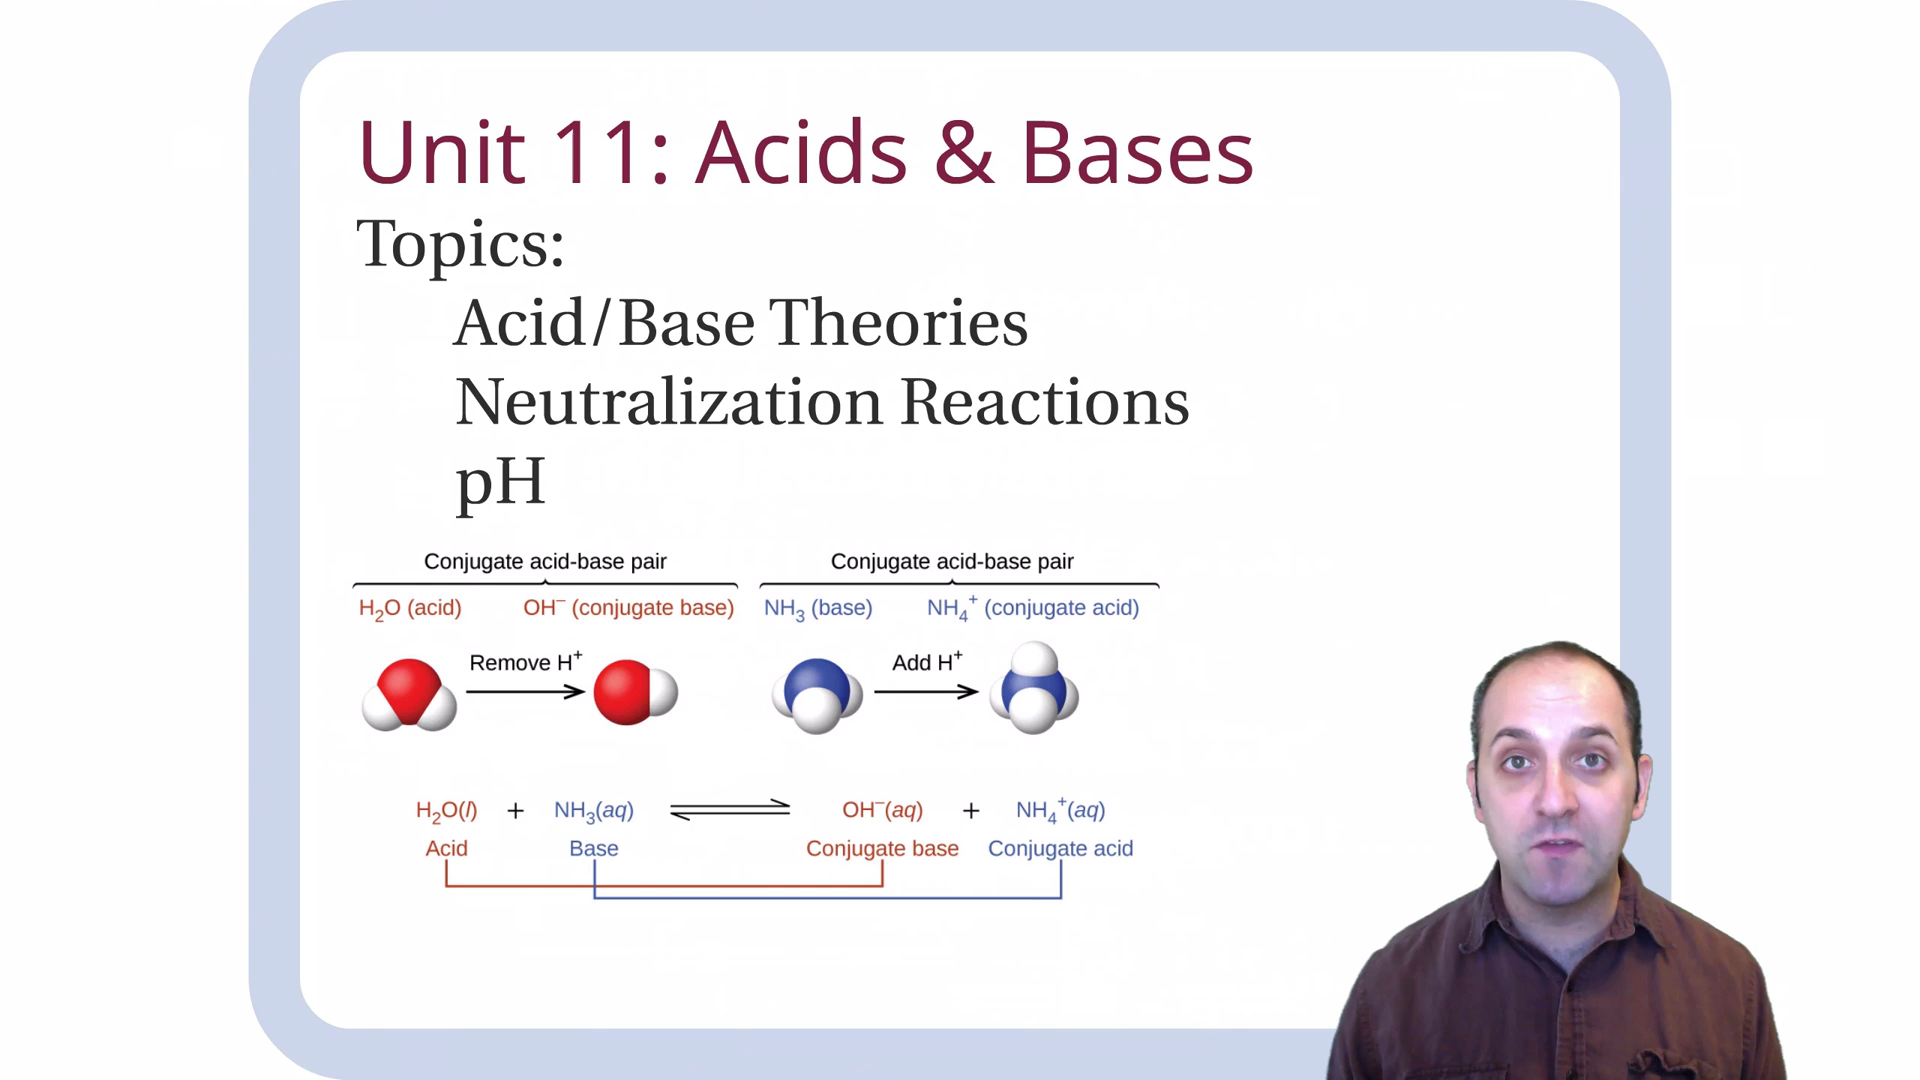 Unit 11: Acids & Bases
Topics:
Acid/Base Theories
Neutralization Reactions
pH
Conjugate acid-base pair
Conjugate acid-base pair
H₂O (acid) OH⁻ (conjugate base) NH₃ (base) NH₄⁺ (conjugate acid)
Remove H⁺
Add H⁺
H₂O(l) + NH₃(aq) ⇌ OH⁻(aq) + NH₄⁺(aq)
Acid Base Conjugate base Conjugate acid